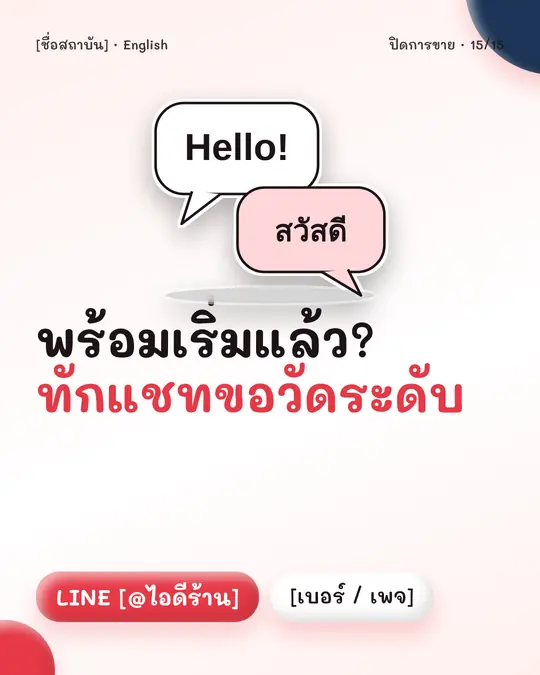 [ชื่อสถาบัน] · English
ปิดการขาย · 15/15
Hello!
สวัสดี
พร้อมเริ่มแล้ว?
ทักแชทขอวัดระดับ
LINE [@ไอดีร้าน]
[เบอร์ / เพจ]